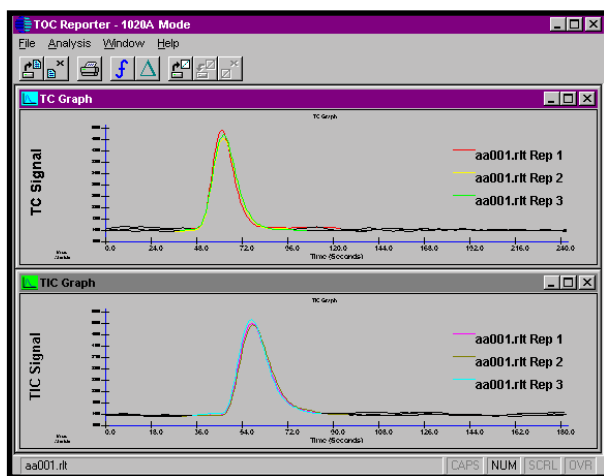 TOC Reporter - 1020A Mode
File Analysis Window Help
TC Graph
TC Graph
TC Signal
aa001.rlt Rep 1
aa001.rlt Rep 2
aa001.rlt Rep 3
0.0 24.0 48.0 72.0 96.0 120.0 144.0 168.0 192.0 216.0 240.0
Time (Seconds)
TIC Graph
TIC Graph
TIC Signal
aa001.rlt Rep 1
aa001.rlt Rep 2
aa001.rlt Rep 3
0.0 18.0 36.0 54.0 72.0 90.0 108.0 126.0 144.0 162.0 180.0
Time (Seconds)
aa001.rlt CAPS NUM SCRL OVR